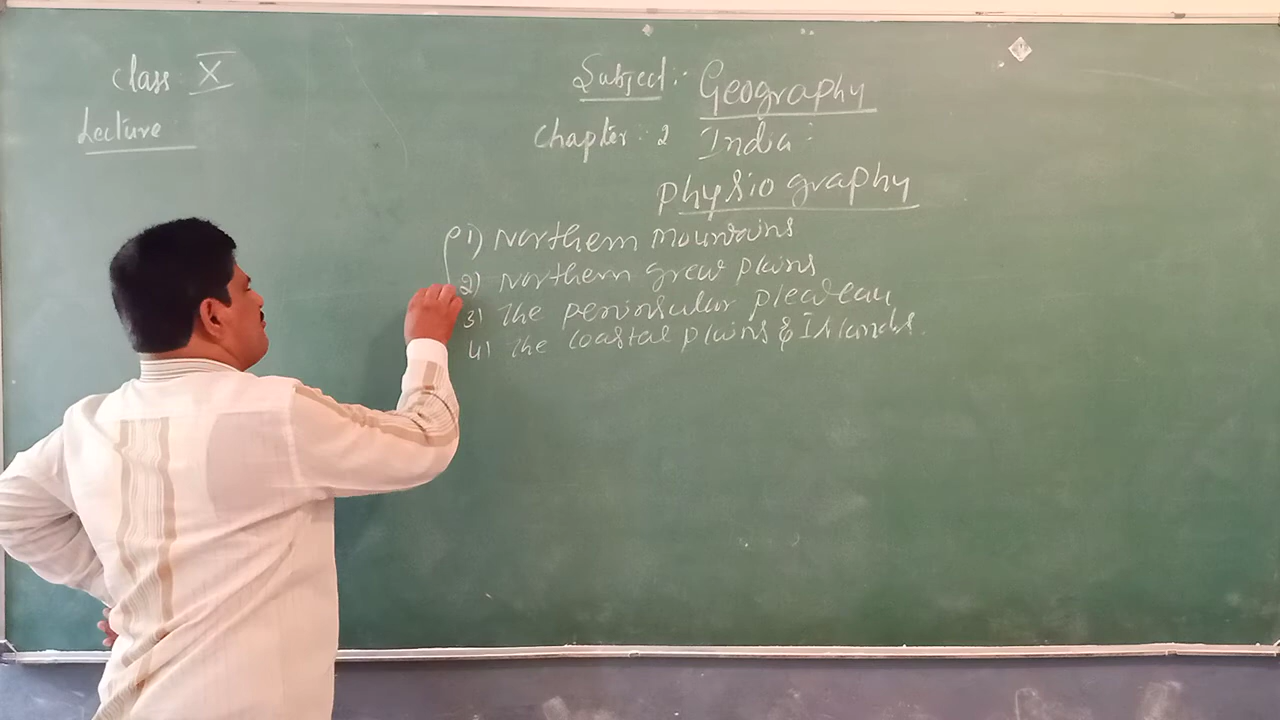 Class : X
Lecture
Subject :- Geography
Chapter :- 2 India :
Physiography
1) Northern mountains
2) Northern great plains
3) The peninsular pleateau
4) The coastal plains & Islands.